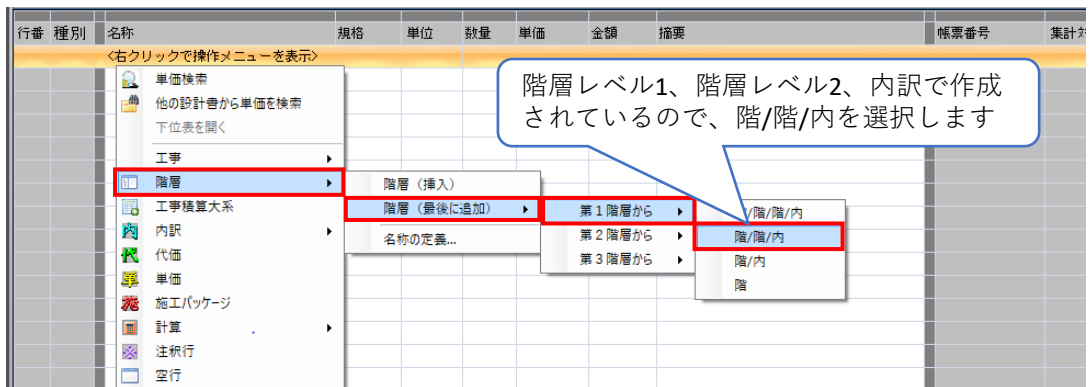 行番 種別 名称 規格 単位 数量 単価 金額 摘要 帳票番号 集計対
<右クリックで操作メニューを表示>
階層レベル1、階層レベル2、内訳で作成
されているので、階/階/内を選択します
単価検索
他の設計書から単価を検索
下位表を開く
工事
階層
工事積算大系
内訳
代価
単価
施工パッケージ
計算
注釈行
空行
階層（挿入）
階層（最後に追加）
名称の定義...
第１階層から
第２階層から
第３階層から
/階/階/内
階/階/内
階/内
階